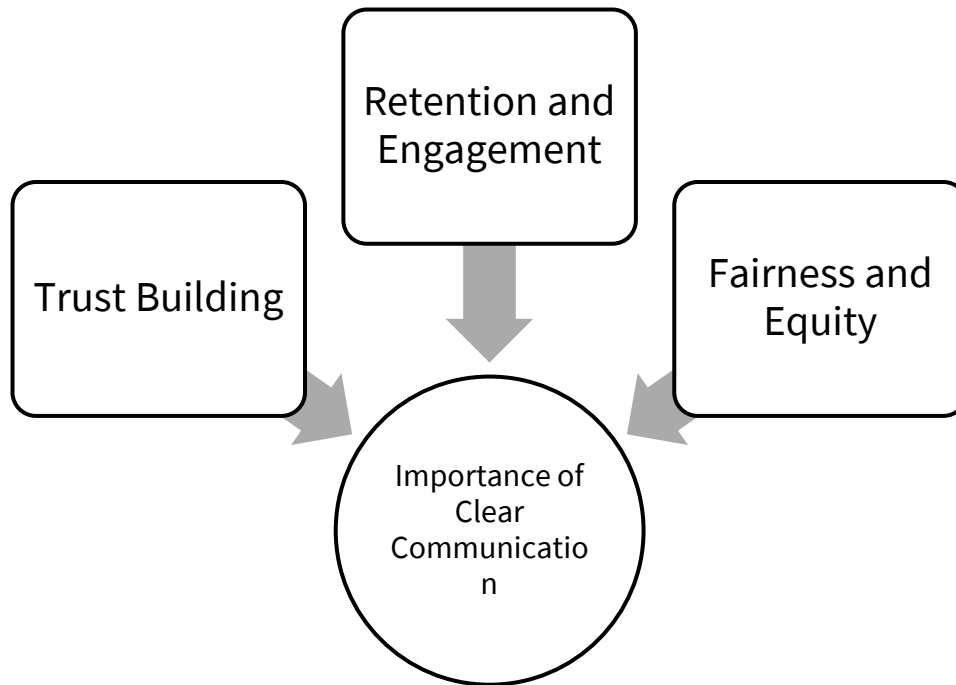 Retention and
Engagement
Trust Building
Fairness and
Equity
Importance of
Clear
Communicatio
n